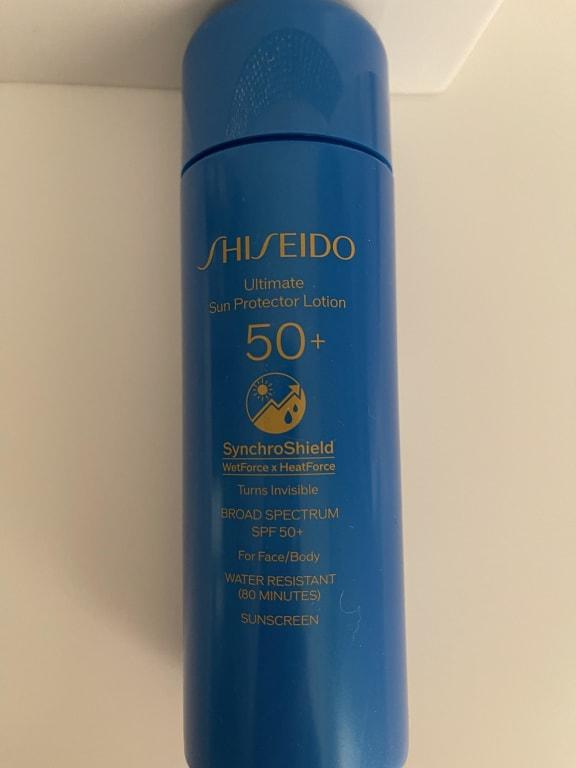 SHISEIDO
Ultimate
Sun Protector Lotion
50+
SynchroShield
WetForce x HeatForce
Turns Invisible
BROAD SPECTRUM
SPF 50+
For Face/Body
WATER RESISTANT
(80 MINUTES)
SUNSCREEN